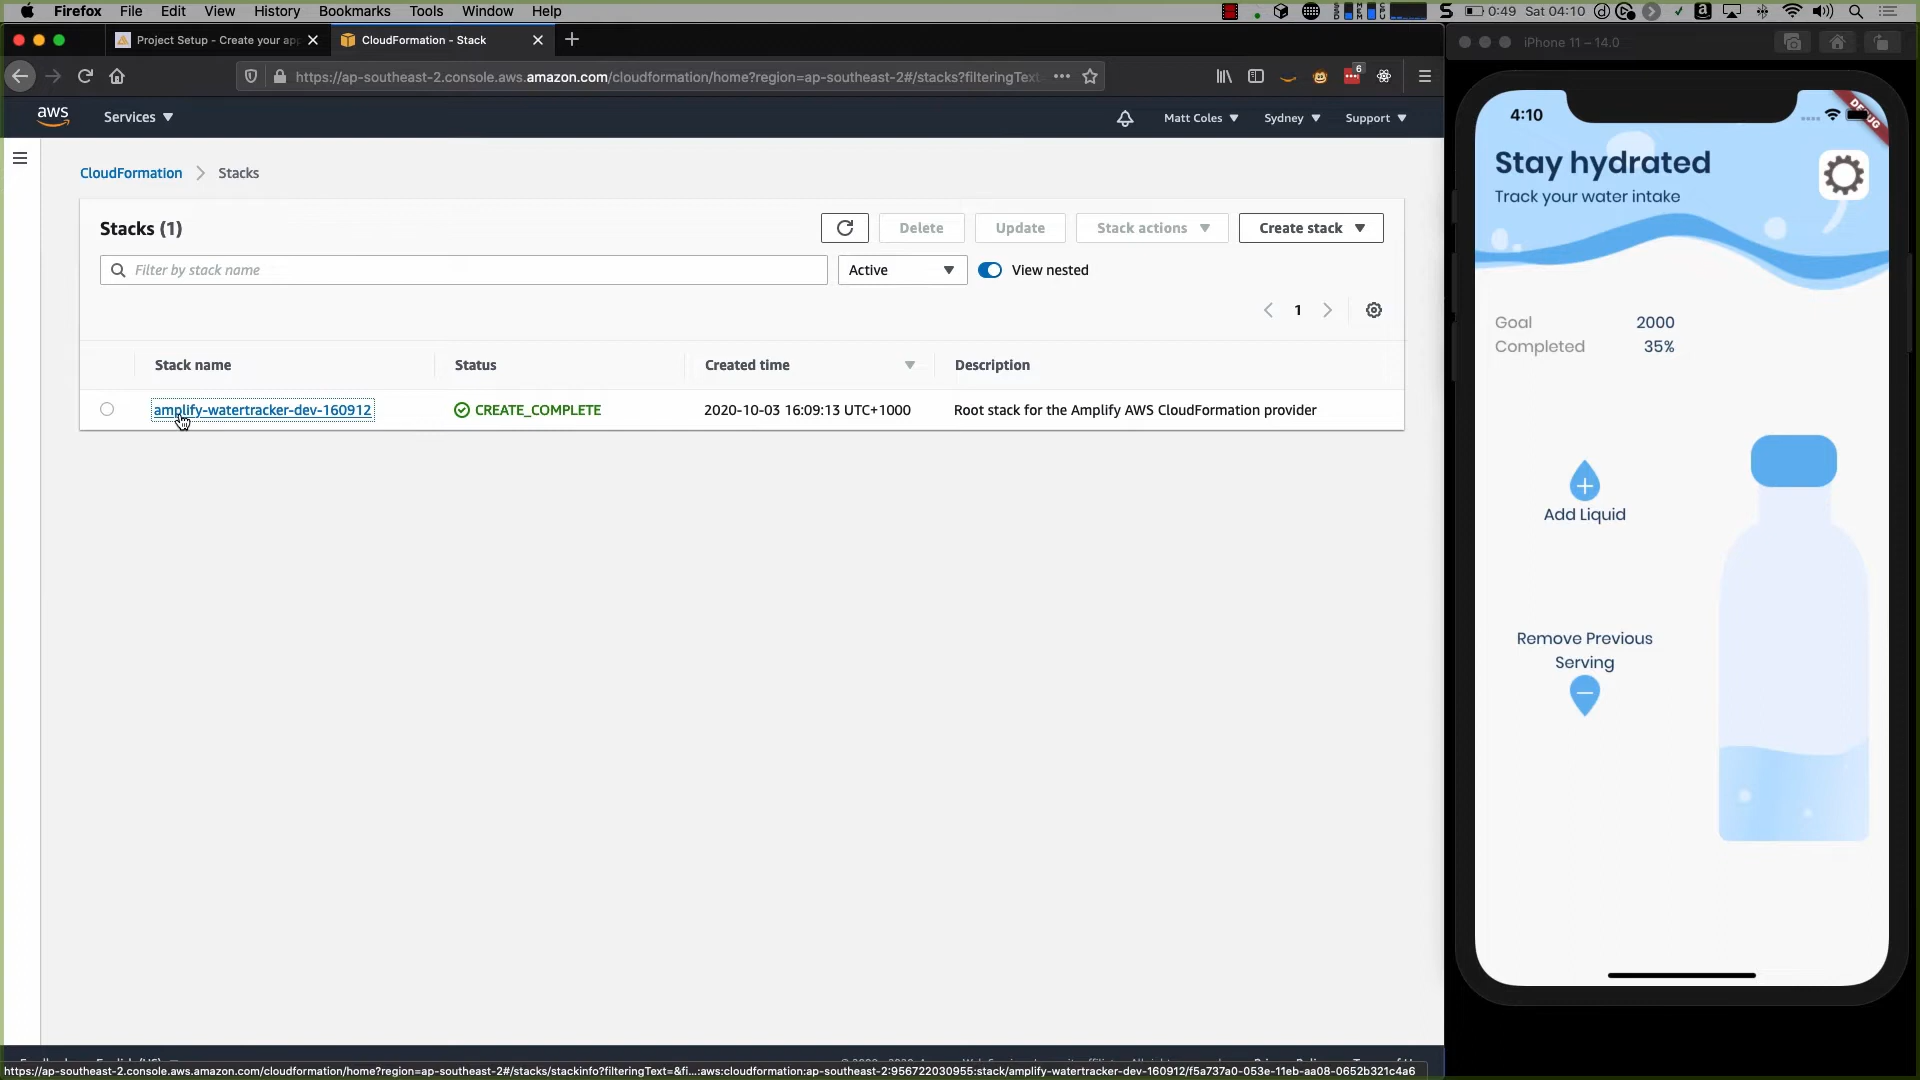 Firefox File Edit View History Bookmarks Tools Window Help
0:49 Sat 04:10
Project Setup - Create your app
CloudFormation - Stack
iPhone 11 – 14.0
https://ap-southeast-2.console.aws.amazon.com/cloudformation/home?region=ap-southeast-2#/stacks?filteringText
6
aws
Services
Matt Coles
Sydney
Support
CloudFormation
Stacks
Stacks (1)
Delete
Update
Stack actions
Create stack
Filter by stack name
Active
View nested
1
Stack name
Status
Created time
Description
amplify-watertracker-dev-160912
CREATE_COMPLETE
2020-10-03 16:09:13 UTC+1000
Root stack for the Amplify AWS CloudFormation provider
https://ap-southeast-2.console.aws.amazon.com/cloudformation/home?region=ap-southeast-2#/stacks/stackinfo?filteringText=&fi...:aws:cloudformation:ap-southeast-2:956722030955:stack/amplify-watertracker-dev-160912/f5a737a0-053e-11eb-aa08-0652b321c4a6
4:10
Stay hydrated
Track your water intake
Goal 2000
Completed 35%
Add Liquid
Remove Previous
Serving